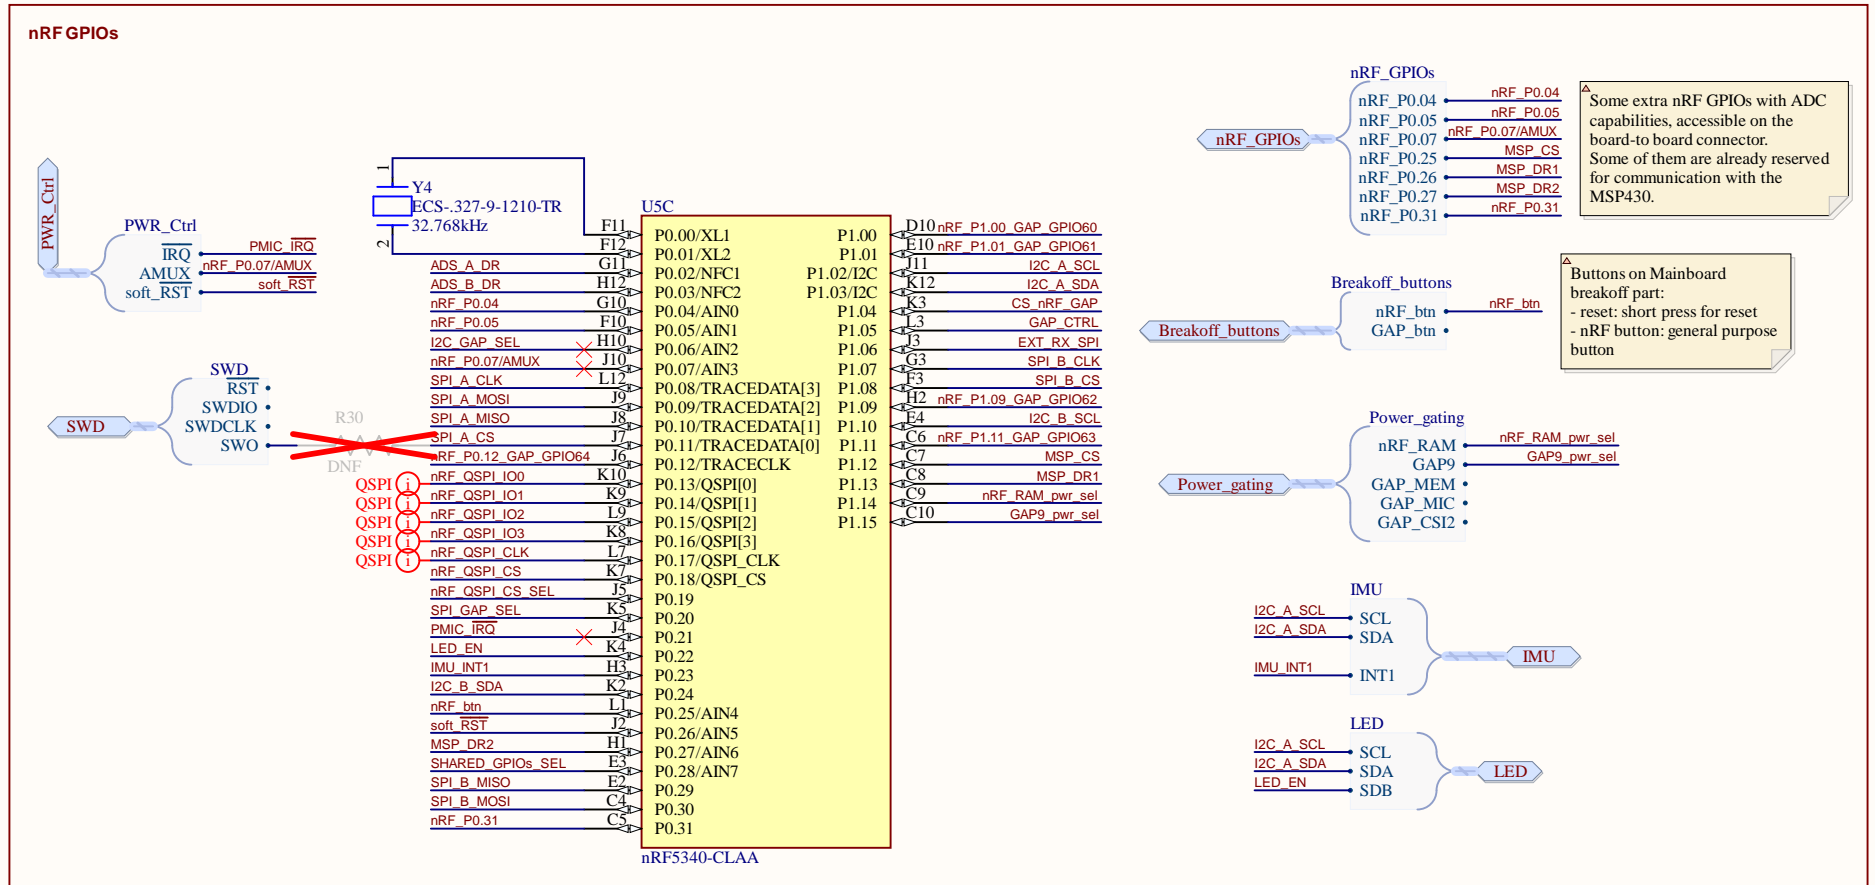 nRF GPIOs
PWR_Ctrl
PWR_Ctrl
IRQ
AMUX
soft_RST
PMIC_IRQ
nRF_P0.07/AMUX
soft_RST
SWD
SWD
RST
SWDIO
SWDCLK
SWO
R30
DNF
1
2
Y4
ECS-.327-9-1210-TR
32.768kHz
QSPI i
QSPI i
QSPI i
QSPI i
QSPI i
U5C
F11 P0.00/XL1
F12 P0.01/XL2
ADS_A_DR G11 P0.02/NFC1
ADS_B_DR H12 P0.03/NFC2
nRF_P0.04 G10 P0.04/AIN0
nRF_P0.05 F10 P0.05/AIN1
I2C_GAP_SEL H10 P0.06/AIN2
nRF_P0.07/AMUX J10 P0.07/AIN3
SPI_A_CLK L12 P0.08/TRACEDATA[3]
SPI_A_MOSI J9 P0.09/TRACEDATA[2]
SPI_A_MISO J8 P0.10/TRACEDATA[1]
SPI_A_CS J7 P0.11/TRACEDATA[0]
nRF_P0.12_GAP_GPIO64 J6 P0.12/TRACECLK
nRF_QSPI_IO0 K10 P0.13/QSPI[0]
nRF_QSPI_IO1 K9 P0.14/QSPI[1]
nRF_QSPI_IO2 L9 P0.15/QSPI[2]
nRF_QSPI_IO3 K8 P0.16/QSPI[3]
nRF_QSPI_CLK L7 P0.17/QSPI_CLK
nRF_QSPI_CS K7 P0.18/QSPI_CS
nRF_QSPI_CS_SEL J5 P0.19
SPI_GAP_SEL K5 P0.20
PMIC_IRQ J4 P0.21
LED_EN K4 P0.22
IMU_INT1 H3 P0.23
I2C_B_SDA K2 P0.24
nRF_btn L1 P0.25/AIN4
soft_RST J2 P0.26/AIN5
MSP_DR2 H1 P0.27/AIN6
SHARED_GPIOs_SEL E3 P0.28/AIN7
SPI_B_MISO E2 P0.29
SPI_B_MOSI C4 P0.30
nRF_P0.31 C5 P0.31
P1.00 D10 nRF_P1.00_GAP_GPIO60
P1.01 E10 nRF_P1.01_GAP_GPIO61
P1.02/I2C J11 I2C_A_SCL
P1.03/I2C K12 I2C_A_SDA
P1.04 K3 CS_nRF_GAP
P1.05 L3 GAP_CTRL
P1.06 J3 EXT_RX_SPI
P1.07 G3 SPI_B_CLK
P1.08 F3 SPI_B_CS
P1.09 H2 nRF_P1.09_GAP_GPIO62
P1.10 E4 I2C_B_SCL
P1.11 C6 nRF_P1.11_GAP_GPIO63
P1.12 C7 MSP_CS
P1.13 C8 MSP_DR1
P1.14 C9 nRF_RAM_pwr_sel
P1.15 C10 GAP9_pwr_sel
nRF5340-CLAA
nRF_GPIOs
nRF_GPIOs
nRF_P0.04 nRF_P0.04
nRF_P0.05 nRF_P0.05
nRF_P0.07 nRF_P0.07/AMUX
nRF_P0.25 MSP_CS
nRF_P0.26 MSP_DR1
nRF_P0.27 MSP_DR2
nRF_P0.31 nRF_P0.31
Some extra nRF GPIOs with ADC
capabilities, accessible on the
board-to board connector.
Some of them are already reserved
for communication with the
MSP430.
Breakoff_buttons
Breakoff_buttons
nRF_btn nRF_btn
GAP_btn
Buttons on Mainboard
breakoff part:
- reset: short press for reset
- nRF button: general purpose
button
Power_gating
Power_gating
nRF_RAM nRF_RAM_pwr_sel
GAP9 GAP9_pwr_sel
GAP_MEM
GAP_MIC
GAP_CSI2
IMU
I2C_A_SCL SCL
I2C_A_SDA SDA
IMU_INT1 INT1
IMU
LED
I2C_A_SCL SCL
I2C_A_SDA SDA
LED_EN SDB
LED